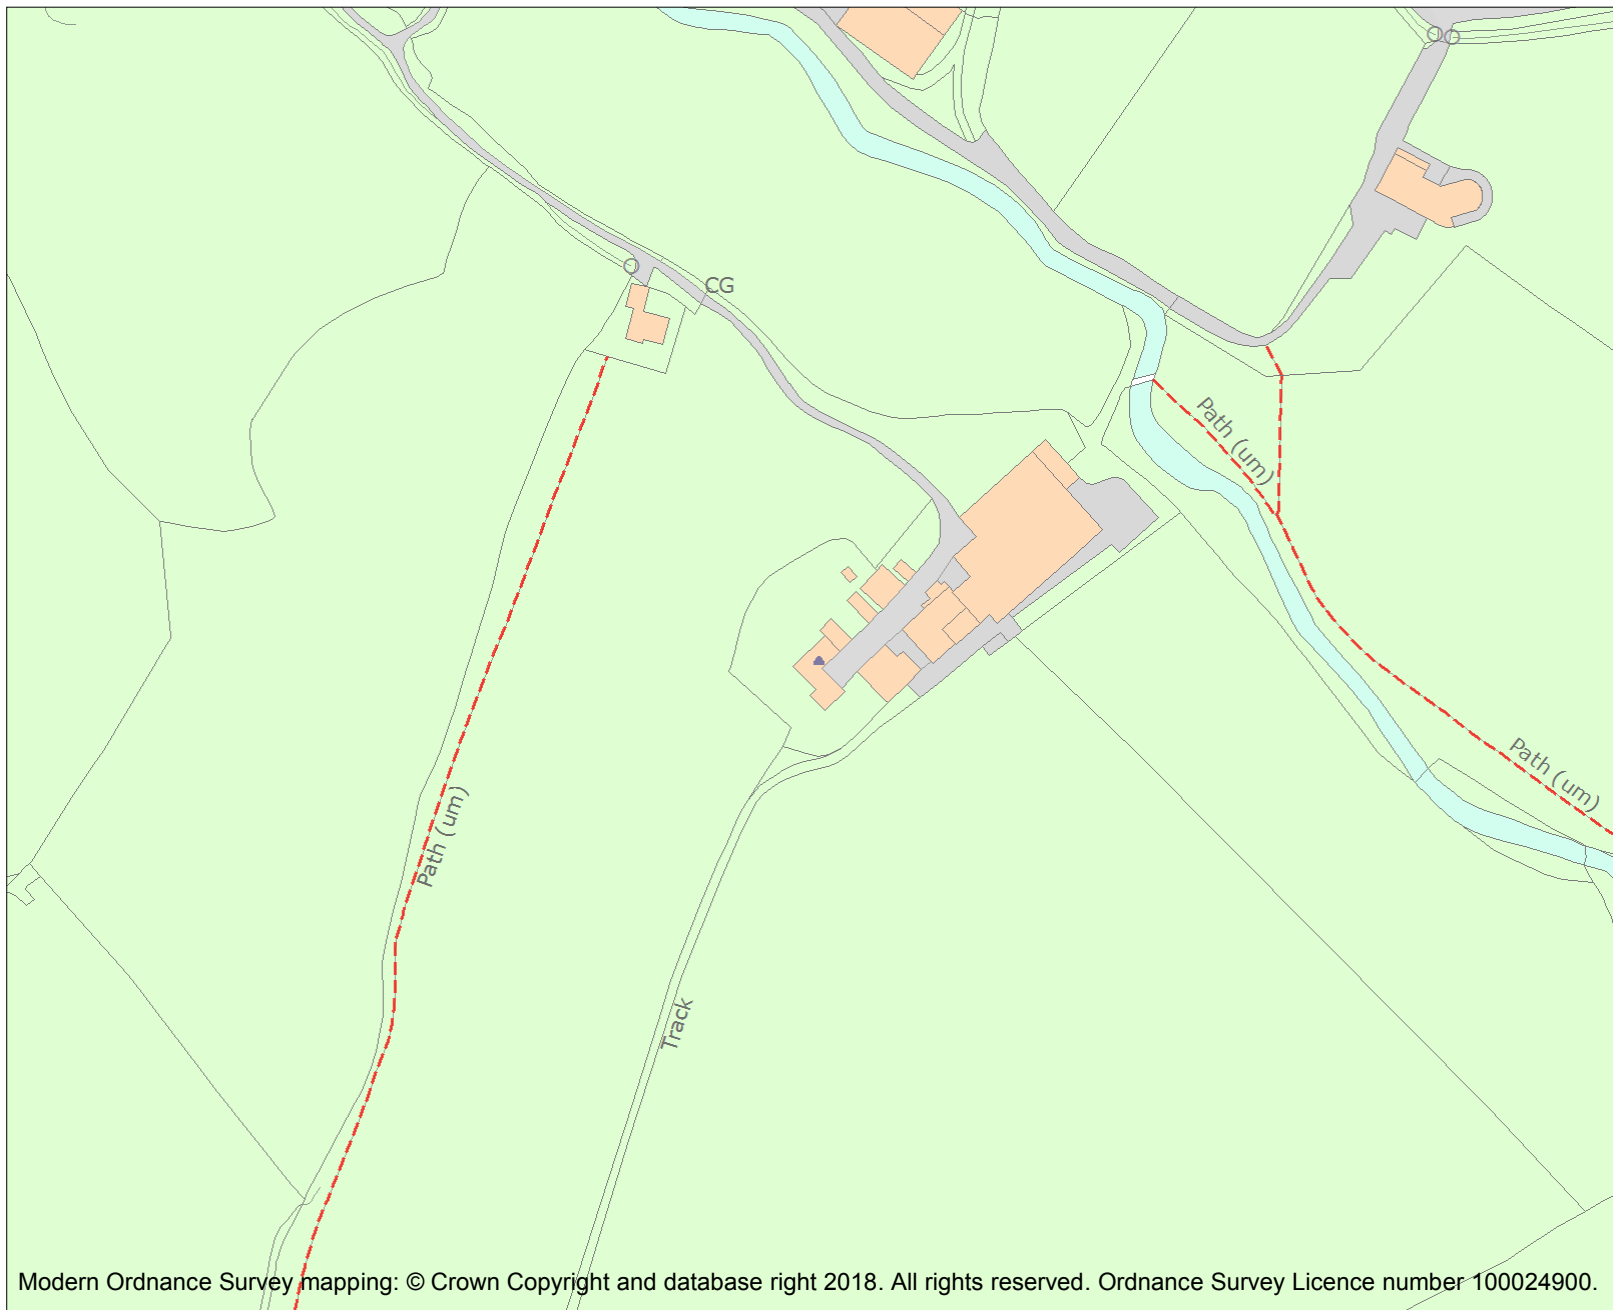 CG
Path (um)
Path (um)
Path (um)
Track
Modern Ordnance Survey mapping: © Crown Copyright and database right 2018. All rights reserved. Ordnance Survey Licence number 100024900.